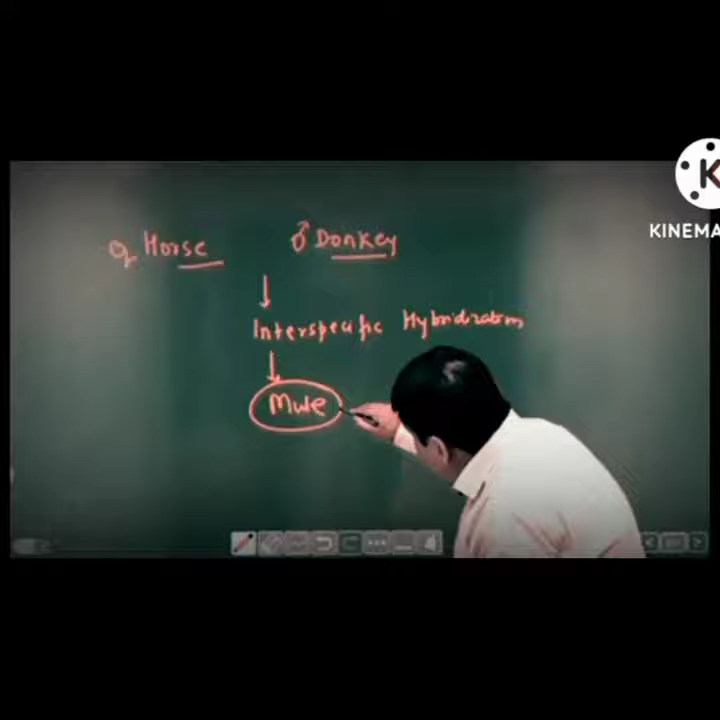 ♀ Horse ♂ Donkey
↓
Interspecific Hybridization
↓
Mule
KINEMA